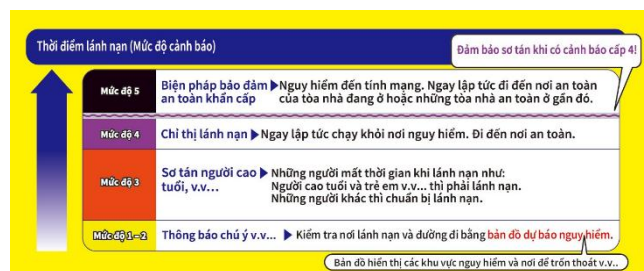 Thời điểm lánh nạn (Mức độ cảnh báo)
Đảm bảo sơ tán khi có cảnh báo cấp 4!
Mức độ 5
Biện pháp bảo đảm
an toàn khẩn cấp
▶Nguy hiểm đến tính mạng. Ngay lập tức đi đến nơi an toàn
của tòa nhà đang ở hoặc những tòa nhà an toàn ở gần đó.
Mức độ 4
Chỉ thị lánh nạn ▶Ngay lập tức chạy khỏi nơi nguy hiểm. Đi đến nơi an toàn.
Mức độ 3
Sơ tán người cao
tuổi, v.v...
▶Những người mất thời gian khi lánh nạn như:
Người cao tuổi và trẻ em v.v... thì phải lánh nạn.
Những người khác thì chuẩn bị lánh nạn.
Mức độ 1–2
Thông báo chú ý v.v... ▶ Kiểm tra nơi lánh nạn và đường đi bằng bản đồ dự báo nguy hiểm.
Bản đồ hiển thị các khu vực nguy hiểm và nơi để trốn thoát v.v..